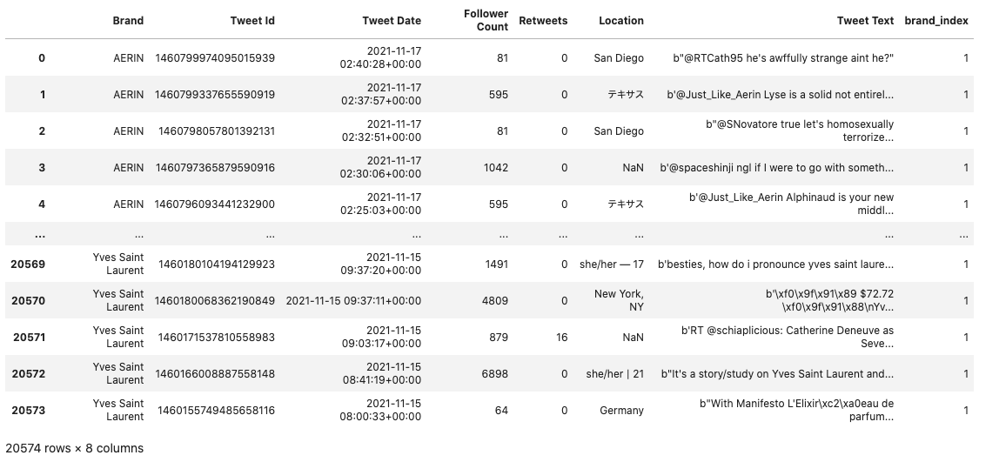 Brand Tweet Id Tweet Date Follower Count Retweets Location Tweet Text brand_index
0 AERIN 1460799974095015939 2021-11-17 02:40:28+00:00 81 0 San Diego b"@RTCath95 he's awffully strange aint he?" 1
1 AERIN 1460799337655590919 2021-11-17 02:37:57+00:00 595 0 テキサス b'@Just_Like_Aerin Lyse is a solid not entirel... 1
2 AERIN 1460798057801392131 2021-11-17 02:32:51+00:00 81 0 San Diego b"@SNovatore true let's homosexually terrorize... 1
3 AERIN 1460797365879590916 2021-11-17 02:30:06+00:00 1042 0 NaN b'@spaceshinji ngl if I were to go with someth... 1
4 AERIN 1460796093441232900 2021-11-17 02:25:03+00:00 595 0 テキサス b'@Just_Like_Aerin Alphinaud is your new middl... 1
... ... ... ... ... ... ... ... ...
20569 Yves Saint Laurent 1460180104194129923 2021-11-15 09:37:20+00:00 1491 0 she/her — 17 b'besties, how do i pronounce yves saint laure... 1
20570 Yves Saint Laurent 1460180068362190849 2021-11-15 09:37:11+00:00 4809 0 New York, NY b'\xf0\x9f\x91\x89 $72.72 \xf0\x9f\x91\x88\nYv... 1
20571 Yves Saint Laurent 1460171537810558983 2021-11-15 09:03:17+00:00 879 16 NaN b'RT @schiaplicious: Catherine Deneuve as Seve... 1
20572 Yves Saint Laurent 1460166008887558148 2021-11-15 08:41:19+00:00 6898 0 she/her | 21 b"It's a story/study on Yves Saint Laurent and... 1
20573 Yves Saint Laurent 1460155749485658116 2021-11-15 08:00:33+00:00 64 0 Germany b"With Manifesto L'Elixir\xc2\xa0eau de parfum... 1
20574 rows × 8 columns